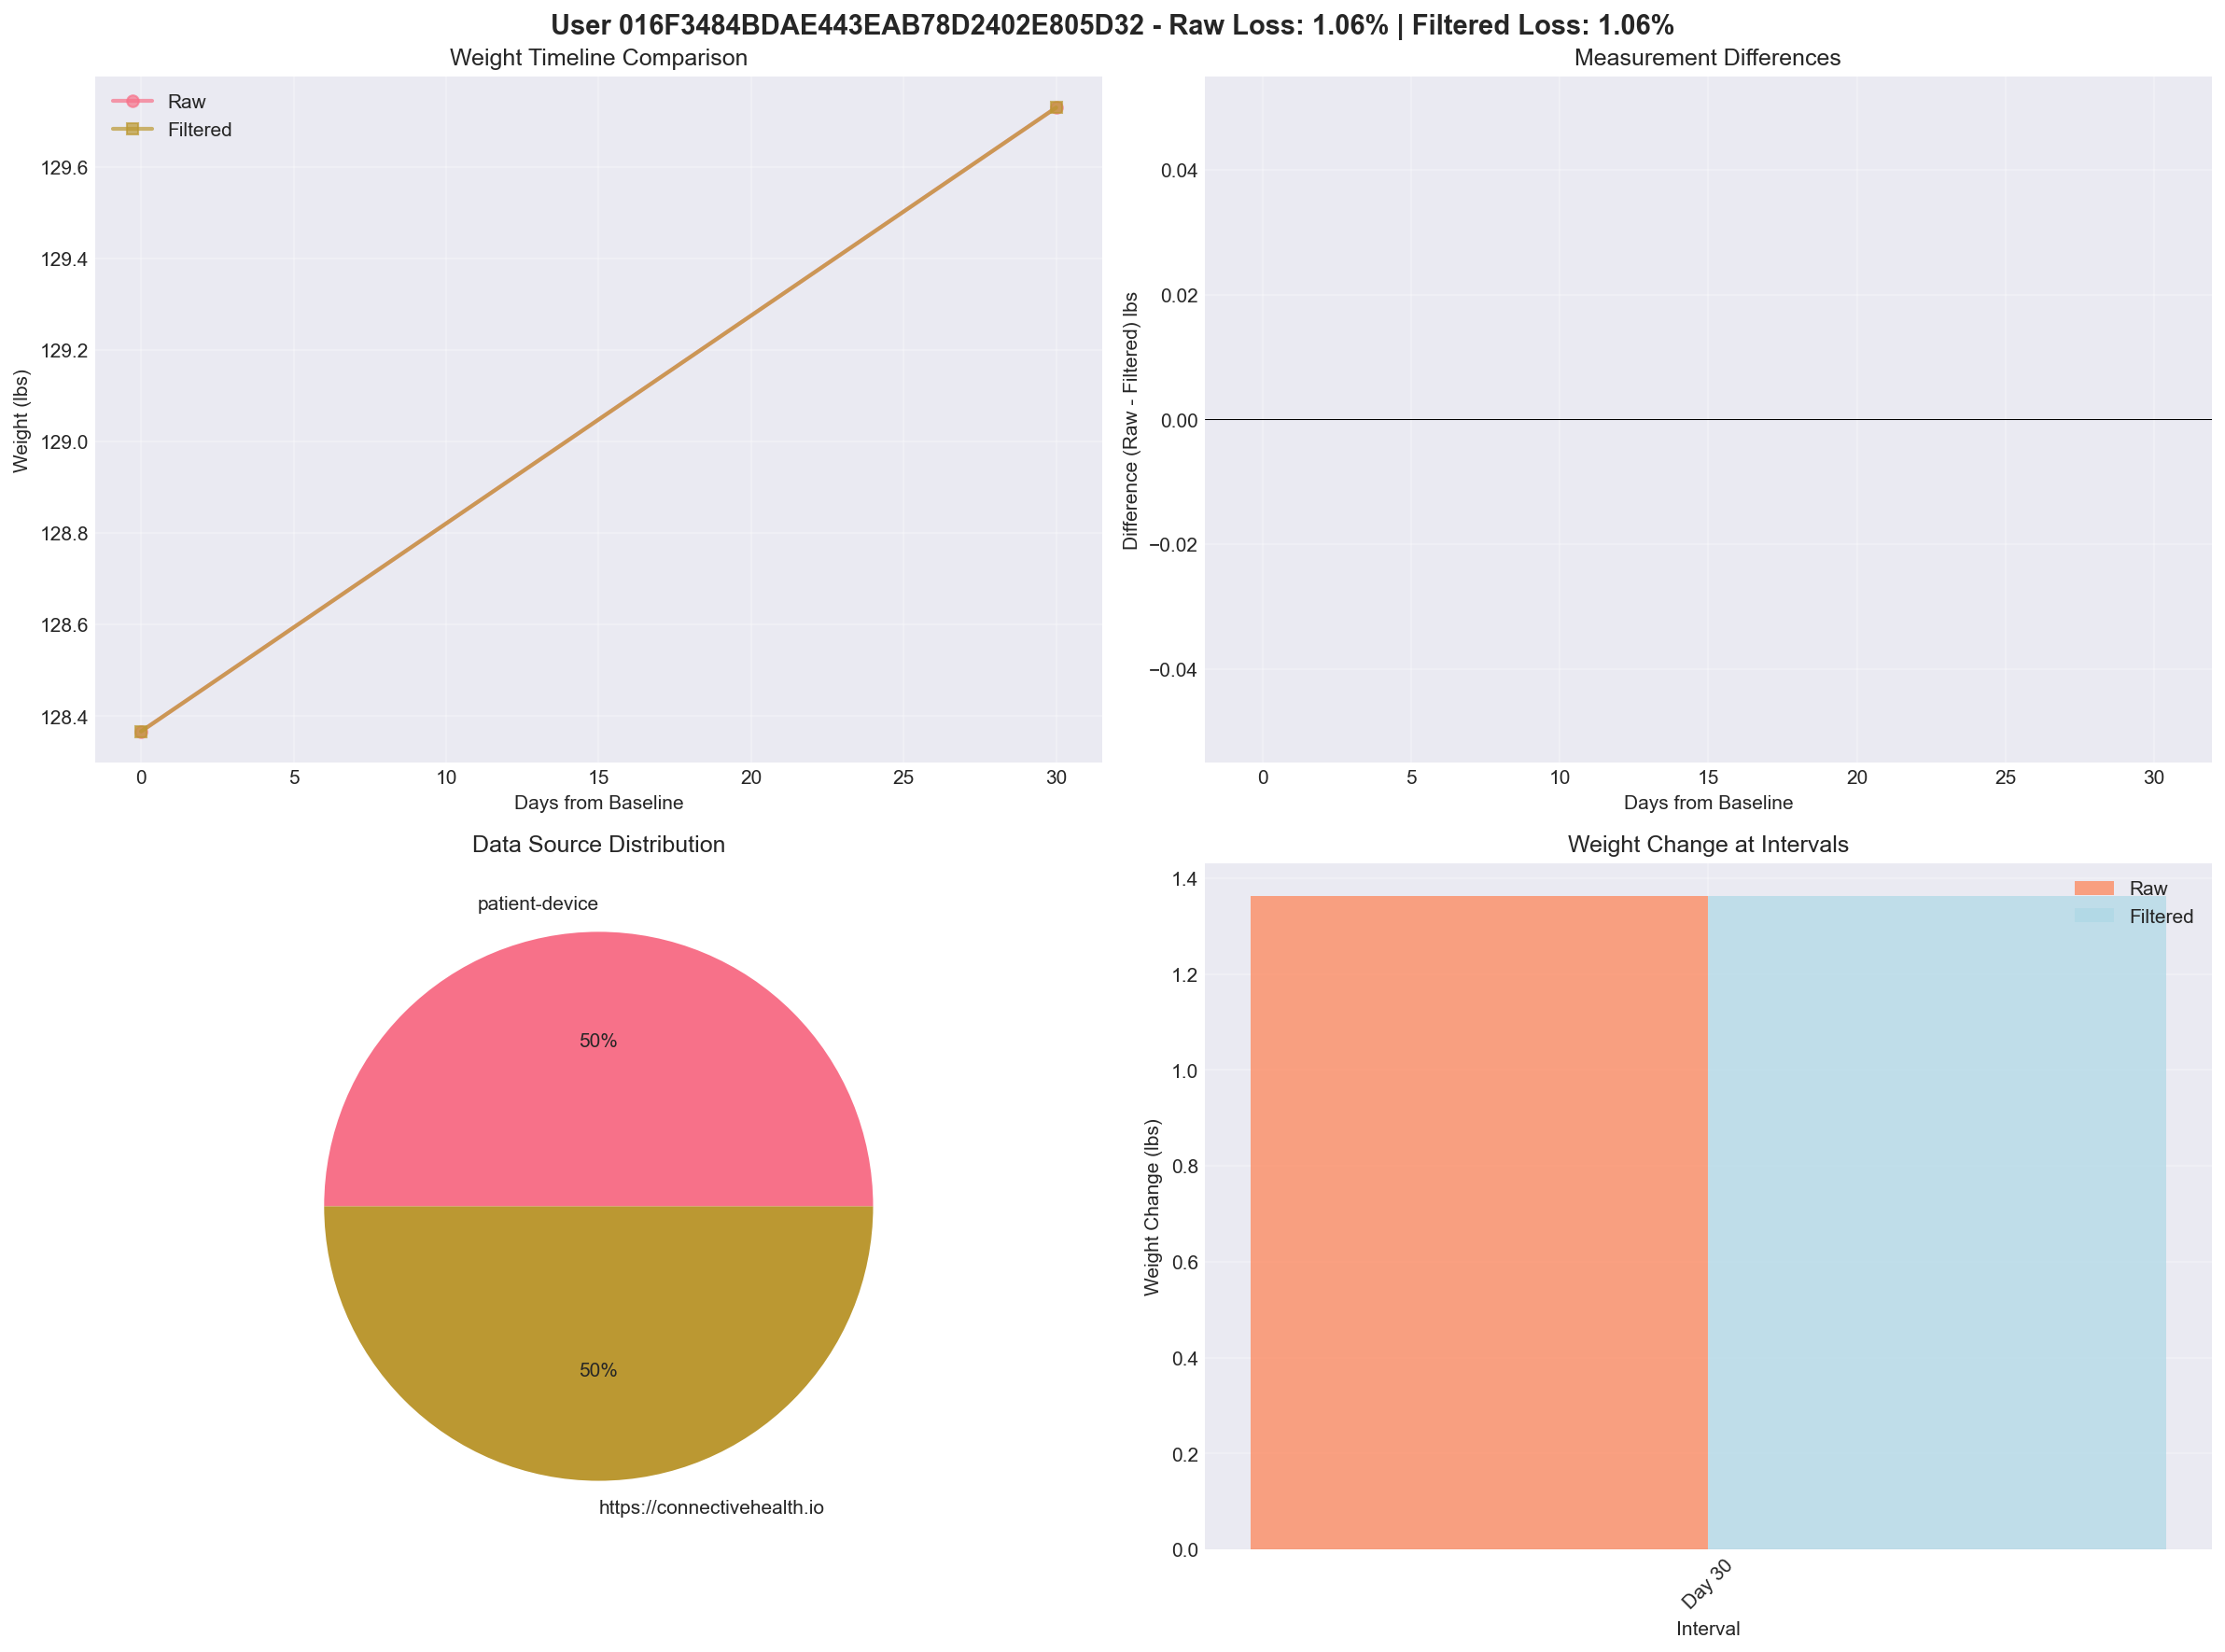 User 016F3484BDAE443EAB78D2402E805D32 - Raw Loss: 1.06% | Filtered Loss: 1.06%
Weight Timeline Comparison
Raw
Filtered
129.6
129.4
129.2
129.0
128.8
128.6
128.4
Weight (lbs)
0 5 10 15 20 25 30
Days from Baseline
Measurement Differences
0.04
0.02
0.00
−0.02
−0.04
Difference (Raw - Filtered) lbs
0 5 10 15 20 25 30
Days from Baseline
Data Source Distribution
patient-device
50%
50%
https://connectivehealth.io
Weight Change at Intervals
Raw
Filtered
1.4
1.2
1.0
0.8
0.6
0.4
0.2
0.0
Weight Change (lbs)
Day 30
Interval